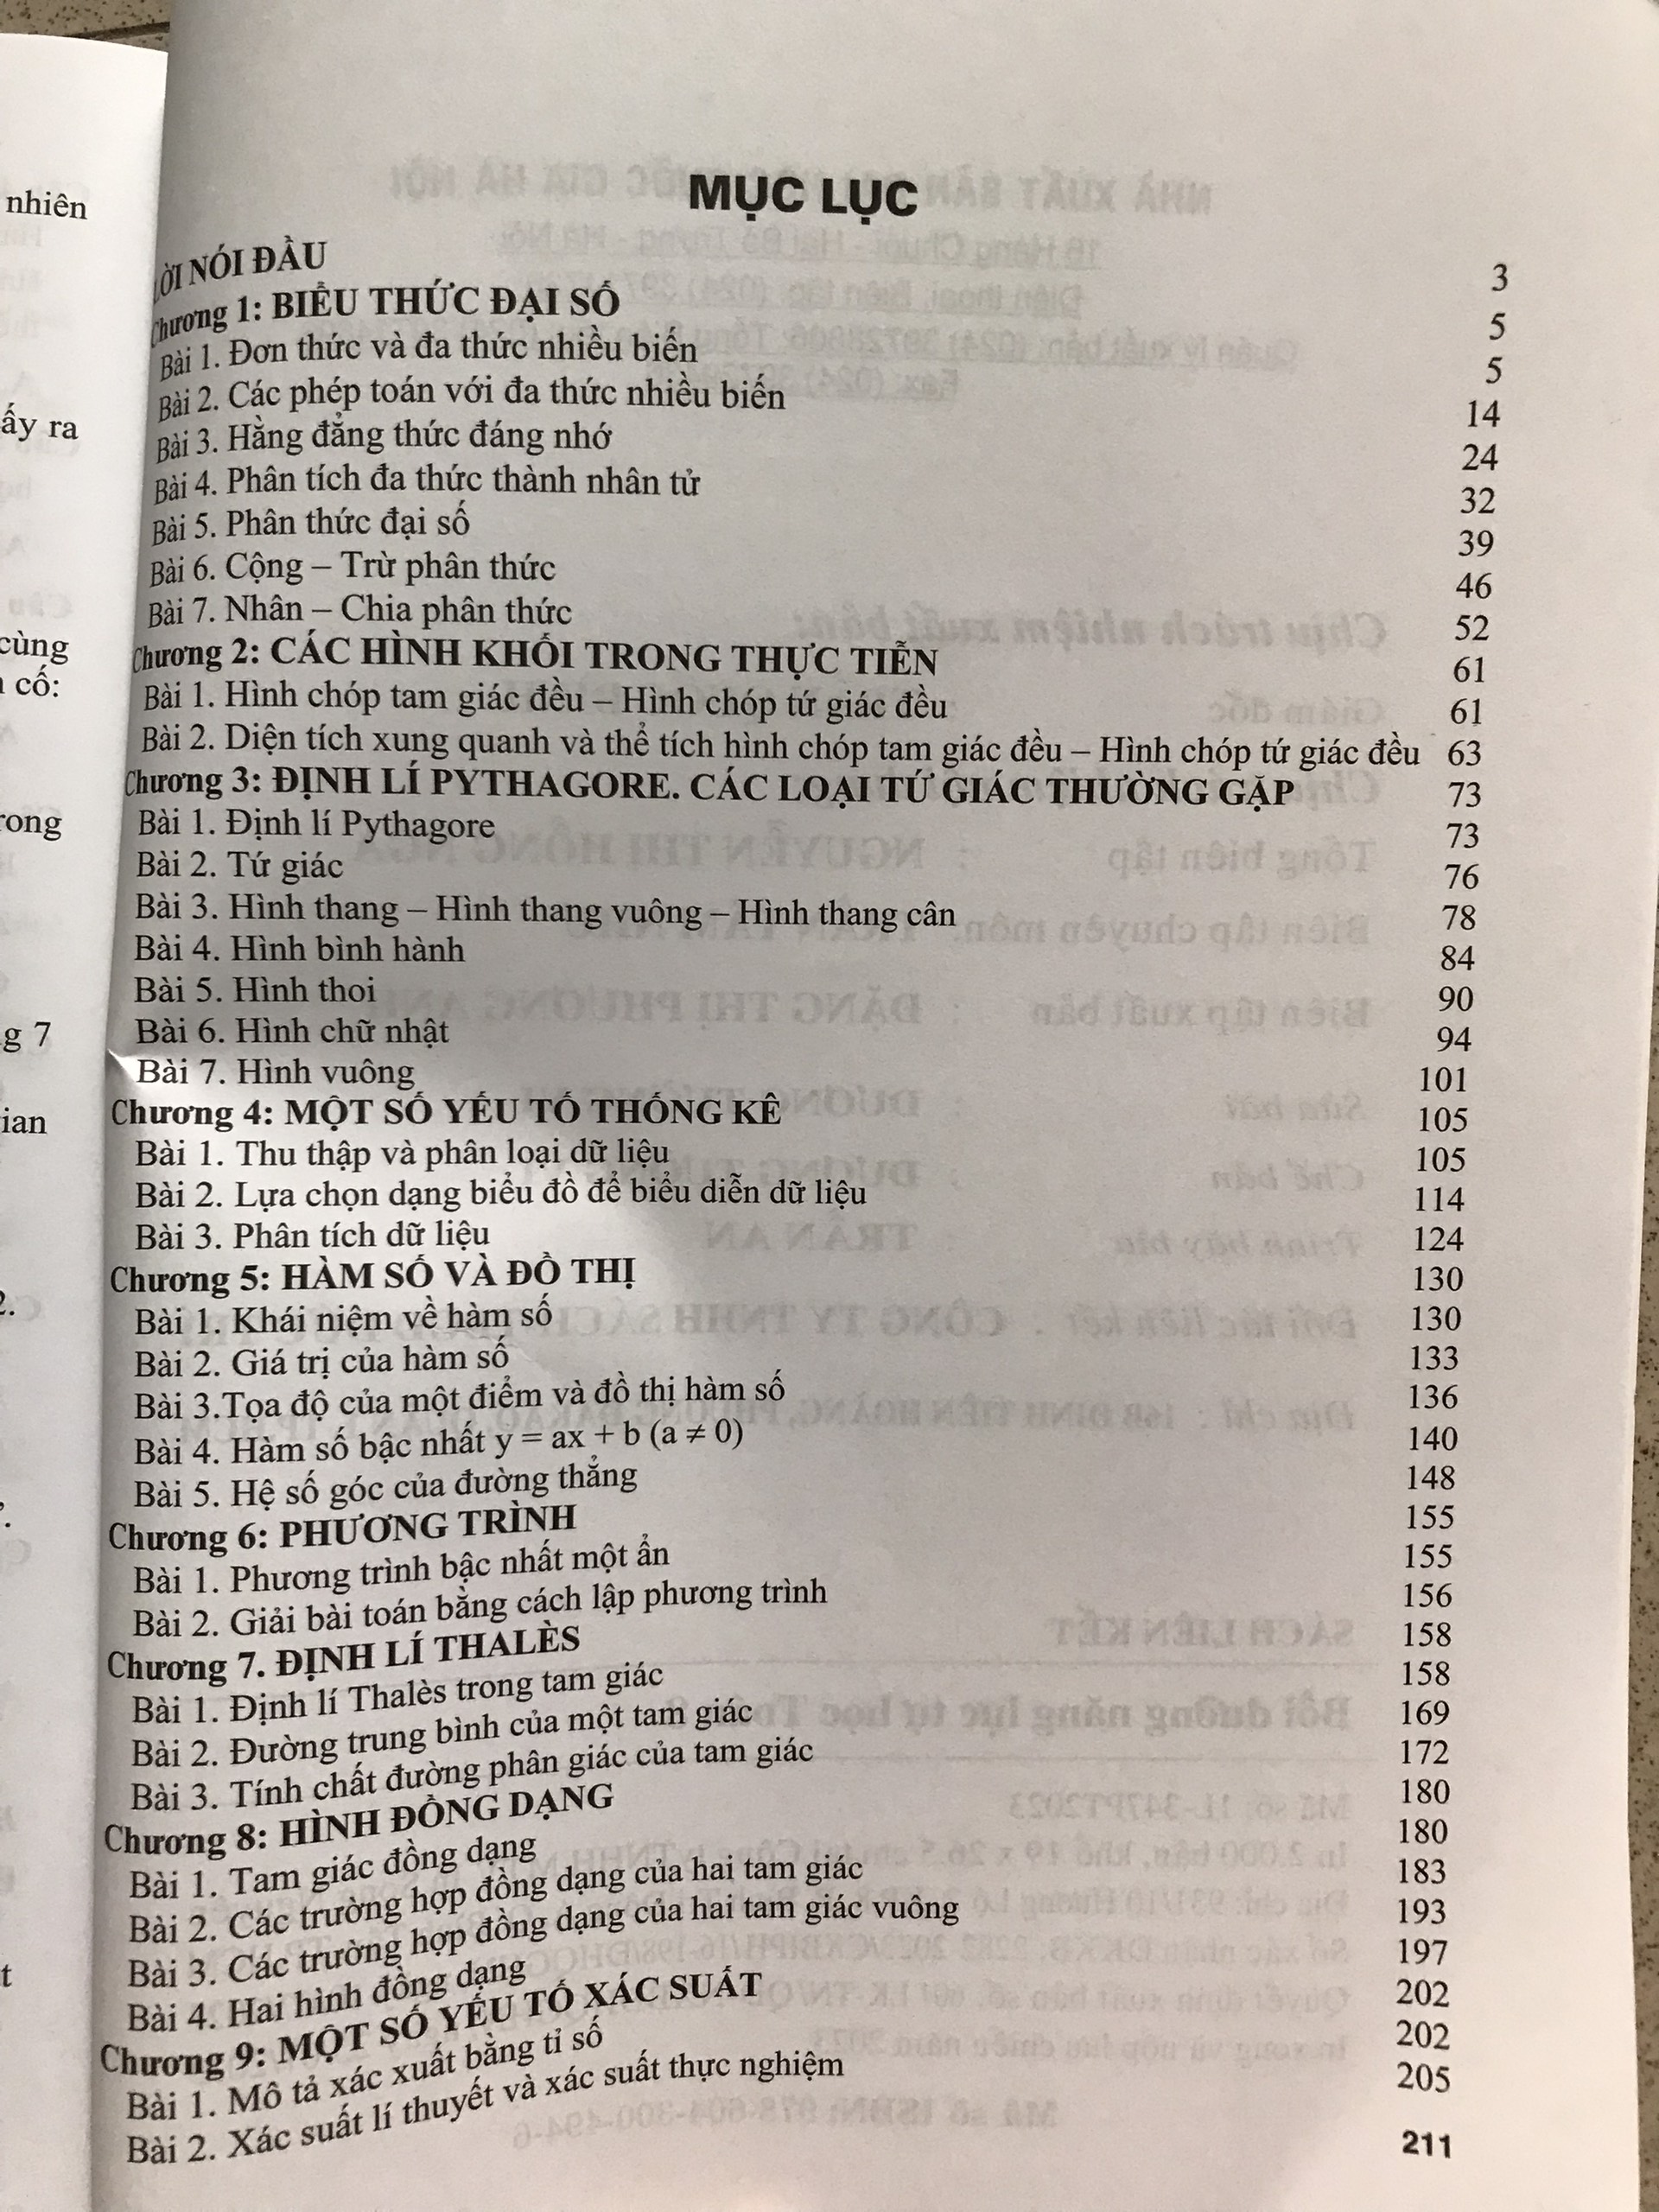 nhiên
ấy ra
cùng
cố:
rong
g 7
ian
2.
t
MỤC LỤC
LỜI NÓI ĐẦU 3
Chương 1: BIỂU THỨC ĐẠI SỐ 5
Bài 1. Đơn thức và đa thức nhiều biến 5
Bài 2. Các phép toán với đa thức nhiều biến 14
Bài 3. Hằng đẳng thức đáng nhớ 24
Bài 4. Phân tích đa thức thành nhân tử 32
Bài 5. Phân thức đại số 39
Bài 6. Cộng – Trừ phân thức 46
Bài 7. Nhân – Chia phân thức 52
Chương 2: CÁC HÌNH KHỐI TRONG THỰC TIỄN 61
Bài 1. Hình chóp tam giác đều – Hình chóp tứ giác đều 61
Bài 2. Diện tích xung quanh và thể tích hình chóp tam giác đều – Hình chóp tứ giác đều 63
Chương 3: ĐỊNH LÍ PYTHAGORE. CÁC LOẠI TỨ GIÁC THƯỜNG GẶP 73
Bài 1. Định lí Pythagore 73
Bài 2. Tứ giác 76
Bài 3. Hình thang – Hình thang vuông – Hình thang cân 78
Bài 4. Hình bình hành 84
Bài 5. Hình thoi 90
Bài 6. Hình chữ nhật 94
Bài 7. Hình vuông 101
Chương 4: MỘT SỐ YẾU TỐ THỐNG KÊ 105
Bài 1. Thu thập và phân loại dữ liệu 105
Bài 2. Lựa chọn dạng biểu đồ để biểu diễn dữ liệu 114
Bài 3. Phân tích dữ liệu 124
Chương 5: HÀM SỐ VÀ ĐỒ THỊ 130
Bài 1. Khái niệm về hàm số 130
Bài 2. Giá trị của hàm số 133
Bài 3.Tọa độ của một điểm và đồ thị hàm số 136
Bài 4. Hàm số bậc nhất y = ax + b (a ≠ 0) 140
Bài 5. Hệ số góc của đường thẳng 148
Chương 6: PHƯƠNG TRÌNH 155
Bài 1. Phương trình bậc nhất một ẩn 155
Bài 2. Giải bài toán bằng cách lập phương trình 156
Chương 7. ĐỊNH LÍ THALÈS 158
Bài 1. Định lí Thalès trong tam giác 158
Bài 2. Đường trung bình của một tam giác 169
Bài 3. Tính chất đường phân giác của tam giác 172
Chương 8: HÌNH ĐỒNG DẠNG 180
Bài 1. Tam giác đồng dạng 180
Bài 2. Các trường hợp đồng dạng của hai tam giác 183
Bài 3. Các trường hợp đồng dạng của hai tam giác vuông 193
Bài 4. Hai hình đồng dạng 197
Chương 9: MỘT SỐ YẾU TỐ XÁC SUẤT 202
Bài 1. Mô tả xác xuất bằng tỉ số 202
Bài 2. Xác suất lí thuyết và xác suất thực nghiệm 205
211